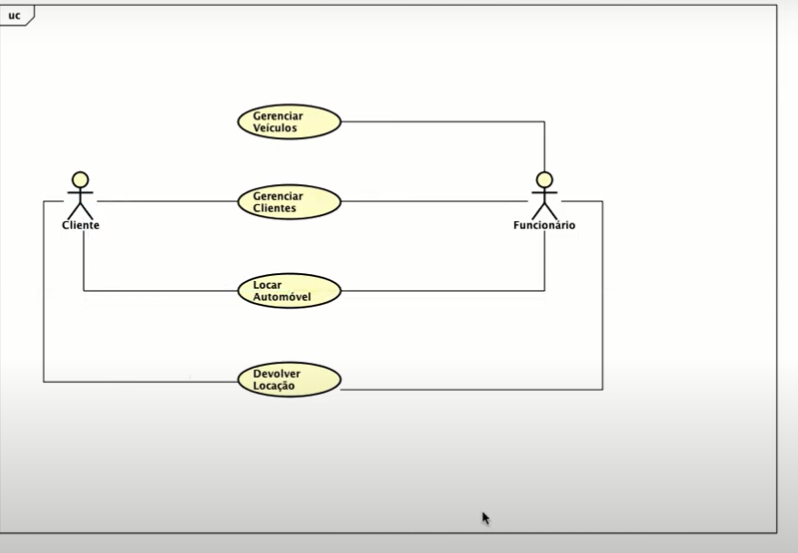 uc
Gerenciar
Veículos
Gerenciar
Clientes
Cliente
Funcionário
Locar
Automóvel
Devolver
Locação